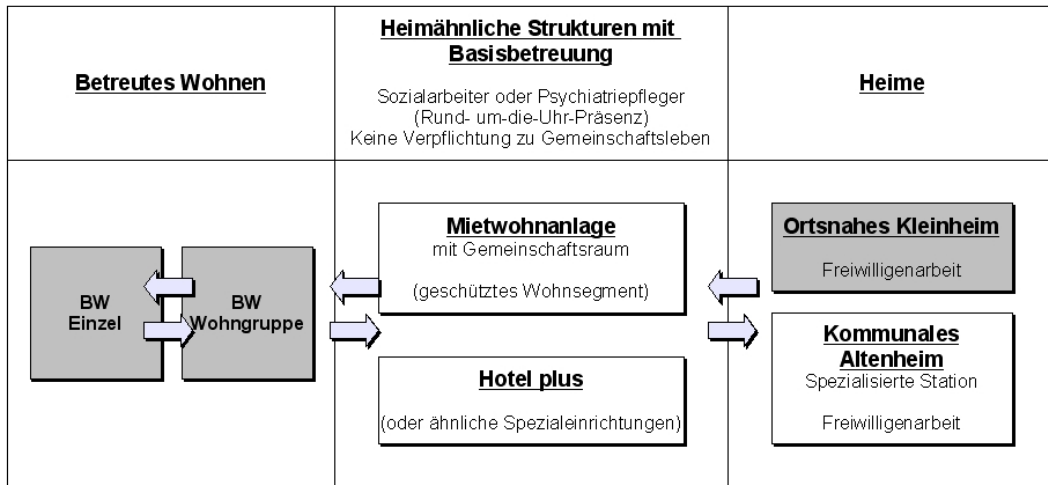 Betreutes Wohnen
Heimähnliche Strukturen mit
Basisbetreuung
Sozialarbeiter oder Psychiatriepfleger
(Rund- um-die-Uhr-Präsenz)
Keine Verpflichtung zu Gemeinschaftsleben
Heime
BW
Einzel
BW
Wohngruppe
Mietwohnanlage
mit Gemeinschaftsraum
(geschütztes Wohnsegment)
Hotel plus
(oder ähnliche Spezialeinrichtungen)
Ortsnahes Kleinheim
Freiwilligenarbeit
Kommunales
Altenheim
Spezialisierte Station
Freiwilligenarbeit